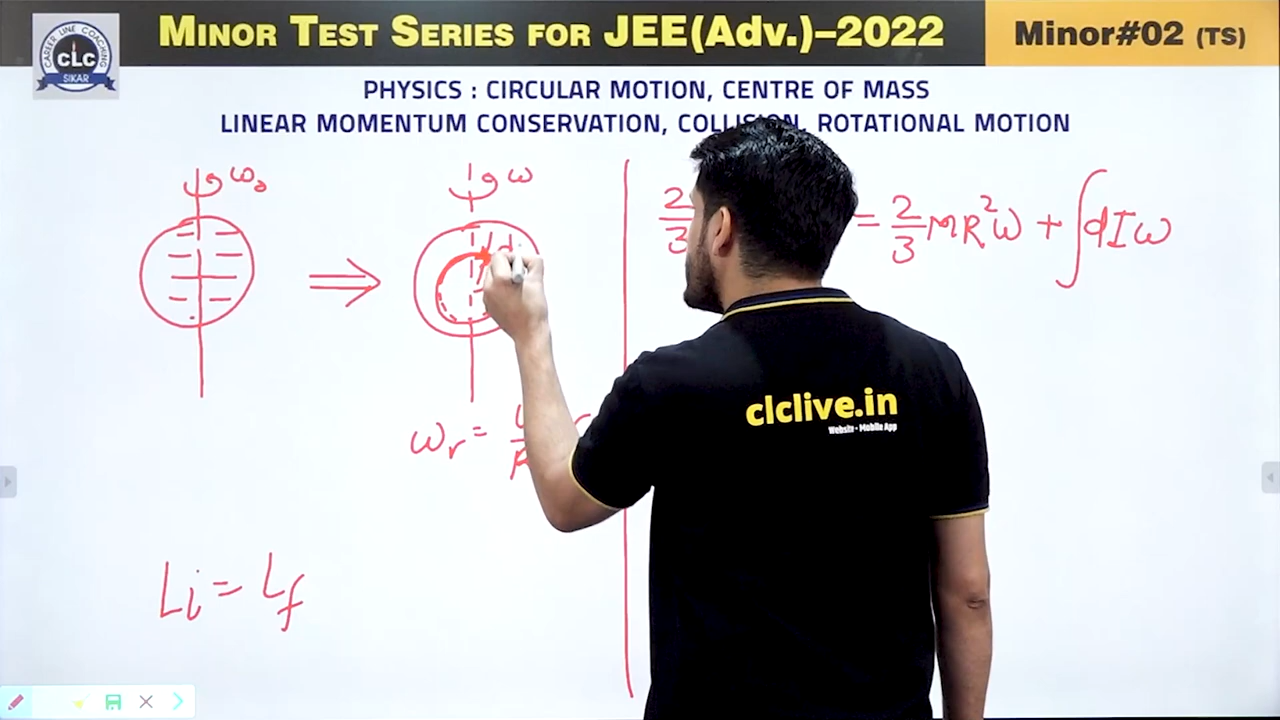 CAREER LINE COACHING
CLC
SIKAR
MINOR TEST SERIES FOR JEE(ADV.)–2022
Minor#02 (TS)
PHYSICS : CIRCULAR MOTION, CENTRE OF MASS
LINEAR MOMENTUM CONSERVATION, COLLISION, ROTATIONAL MOTION
ω₀
ω
2/3 = 2/3 MR²ω + ∫dIω
ωr =
Li = Lf
clclive.in
Website - Mobile App